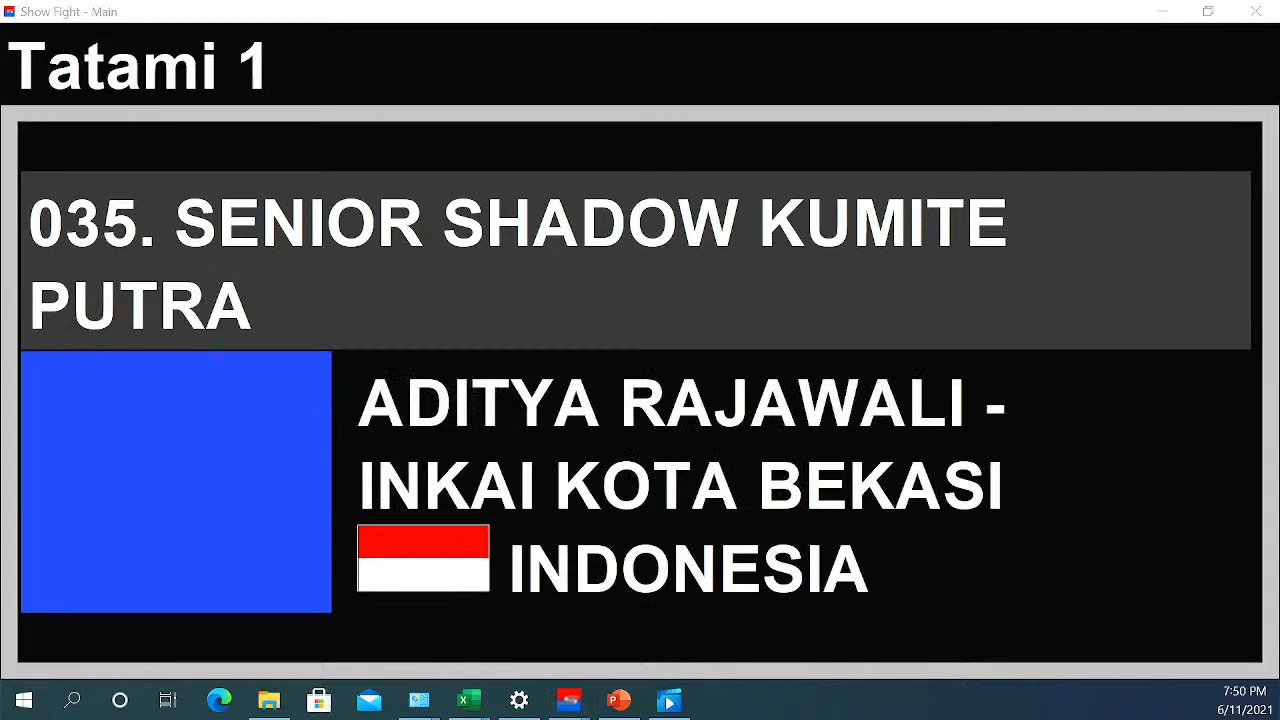 Show Fight - Main
Tatami 1
035. SENIOR SHADOW KUMITE
PUTRA
ADITYA RAJAWALI -
INKAI KOTA BEKASI
INDONESIA
7:50 PM
6/11/2021